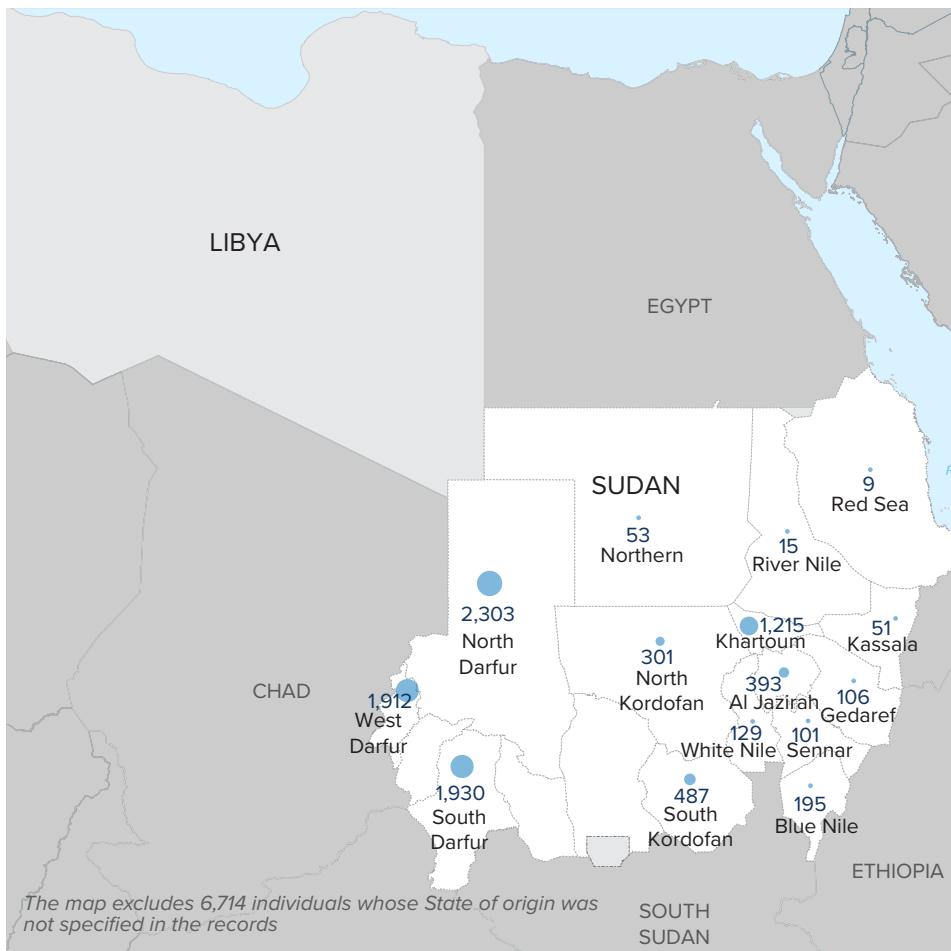 LIBYA
EGYPT
SUDAN
9
Red Sea
53
Northern
15
River Nile
2,303
North
Darfur
1,215
Khartoum
51
Kassala
301
North
Kordofan
393
Al Jazirah
106
Gedaref
CHAD
1,912
West
Darfur
129
White Nile
101
Sennar
1,930
South
Darfur
487
South
Kordofan
195
Blue Nile
ETHIOPIA
The map excludes 6,714 individuals whose State of origin was
not specified in the records
SOUTH
SUDAN